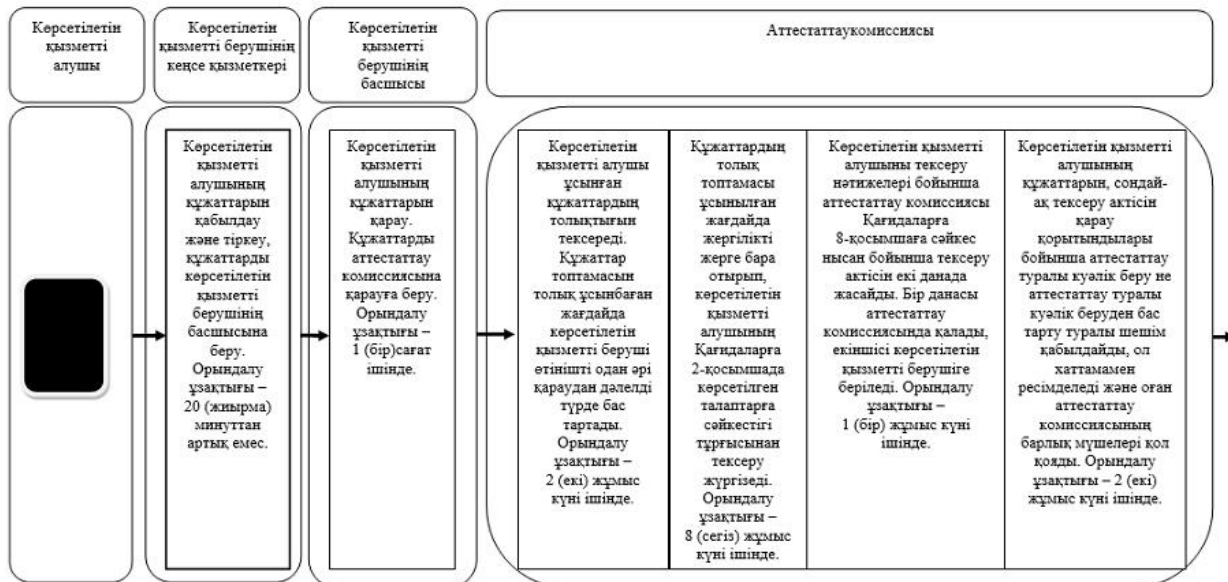 Көрсетілетін
қызметті
алушы
Көрсетілетін
қызметті берушінің
кеңсе қызметкері
Көрсетілетін
қызметті
берушінің
басшысы
Аттестаттаукомиссиясы
Көрсетілетін
қызметті
алушының
құжаттарын
қабылдау
және тіркеу,
құжаттарды
көрсетілетін
қызметті
берушінің
басшысына
беру.
Орындалу
ұзақтығы –
20 (жиырма)
минуттан
артық емес.
Көрсетілетін
қызметті
алушының
құжаттарын
қарау.
Құжаттарды
аттестаттау
комиссиясына
қарауға беру.
Орындалу
ұзақтығы –
1 (бір)сағат
ішінде.
Көрсетілетін
қызметті алушы
ұсынған
құжаттардың
толықтығын
тексереді.
Құжаттар
топтамасын
толық ұсынбаған
жағдайда
көрсетілетін
қызметті беруші
өтінішті одан әрі
қараудан дәлелді
түрде бас
тартады.
Орындалу
ұзақтығы –
2 (екі) жұмыс
күні ішінде.
Құжаттардың
толық
топтамасы
ұсынылған
жағдайда
жергілікті
жерге бара
отырып,
көрсетілетін
қызметті
алушының
Қағидаларға
2-қосымшада
көрсетілген
талаптарға
сәйкестігі
тұрғысынан
тексеру
жүргізеді.
Орындалу
ұзақтығы –
8 (сегіз) жұмыс
күні ішінде.
Көрсетілетін қызметті
алушыны тексеру
нәтижелері бойынша
аттестаттау комиссиясы
Қағидаларға
8-қосымшаға сәйкес
нысан бойынша тексеру
актісін екі данада
жасайды. Бір данасы
аттестаттау
комиссиясында қалады,
екіншісі көрсетілетін
қызметті берушіге
беріледі. Орындалу
ұзақтығы –
1 (бір) жұмыс күні
ішінде.
Көрсетілетін қызметті
алушының
құжаттарын, сондай-
ақ тексеру актісін
қарау
қорытындылары
бойынша аттестаттау
туралы куәлік беру не
аттестаттау туралы
куәлік беруден бас
тарту туралы шешім
қабылдайды, ол
хаттамамен
ресімделеді және оған
аттестаттау
комиссиясының
барлық мүшелері қол
қояды. Орындалу
ұзақтығы – 2 (екі)
жұмыс күні ішінде.